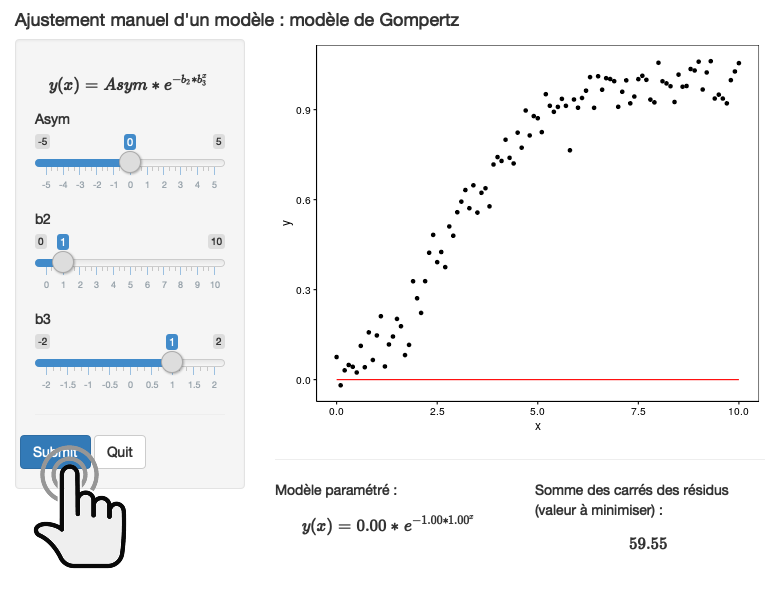 Ajustement manuel d'un modèle : modèle de Gompertz
y(x) = Asym * e^{-b_2*b_3^x}
Asym
-5 0 5
-5 -4 -3 -2 -1 0 1 2 3 4 5
b2
0 1 10
0 1 2 3 4 5 6 7 8 9 10
b3
-2 1 2
-2 -1.5 -1 -0.5 0 0.5 1 1.5 2
Submit Quit
y
0.9
0.6
0.3
0.0
0.0 2.5 5.0 7.5 10.0
x
Modèle paramétré :
y(x) = 0.00 * e^{-1.00*1.00^x}
Somme des carrés des résidus
(valeur à minimiser) :
59.55